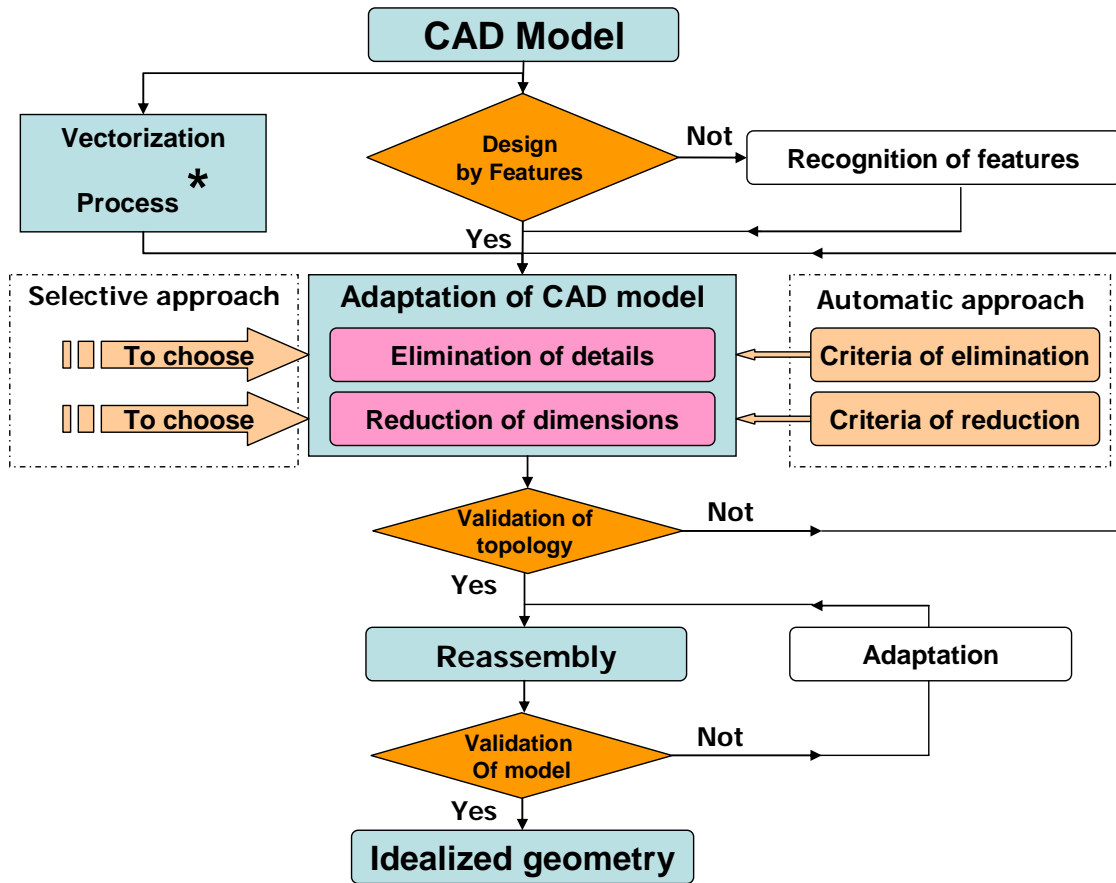 CAD Model
Vectorization
Process *
Design
by Features
Not
Recognition of features
Yes
Selective approach
To choose
To choose
Adaptation of CAD model
Elimination of details
Reduction of dimensions
Automatic approach
Criteria of elimination
Criteria of reduction
Validation of
topology
Not
Yes
Reassembly
Adaptation
Validation
Of model
Not
Yes
Idealized geometry